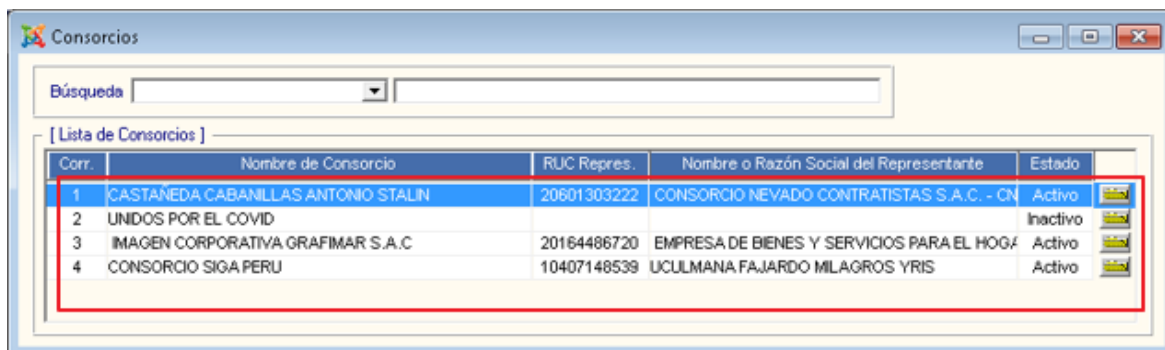 Consorcios
Búsqueda
[ Lista de Consorcios ]
Corr. Nombre de Consorcio RUC Repres. Nombre o Razón Social del Representante Estado
1 CASTAÑEDA CABANILLAS ANTONIO STALIN 20601303222 CONSORCIO NEVADO CONTRATISTAS S.A.C. - CN Activo
2 UNIDOS POR EL COVID Inactivo
3 IMAGEN CORPORATIVA GRAFIMAR S.A.C 20164486720 EMPRESA DE BIENES Y SERVICIOS PARA EL HOGA Activo
4 CONSORCIO SIGA PERU 10407148539 UCULMANA FAJARDO MILAGROS YRIS Activo